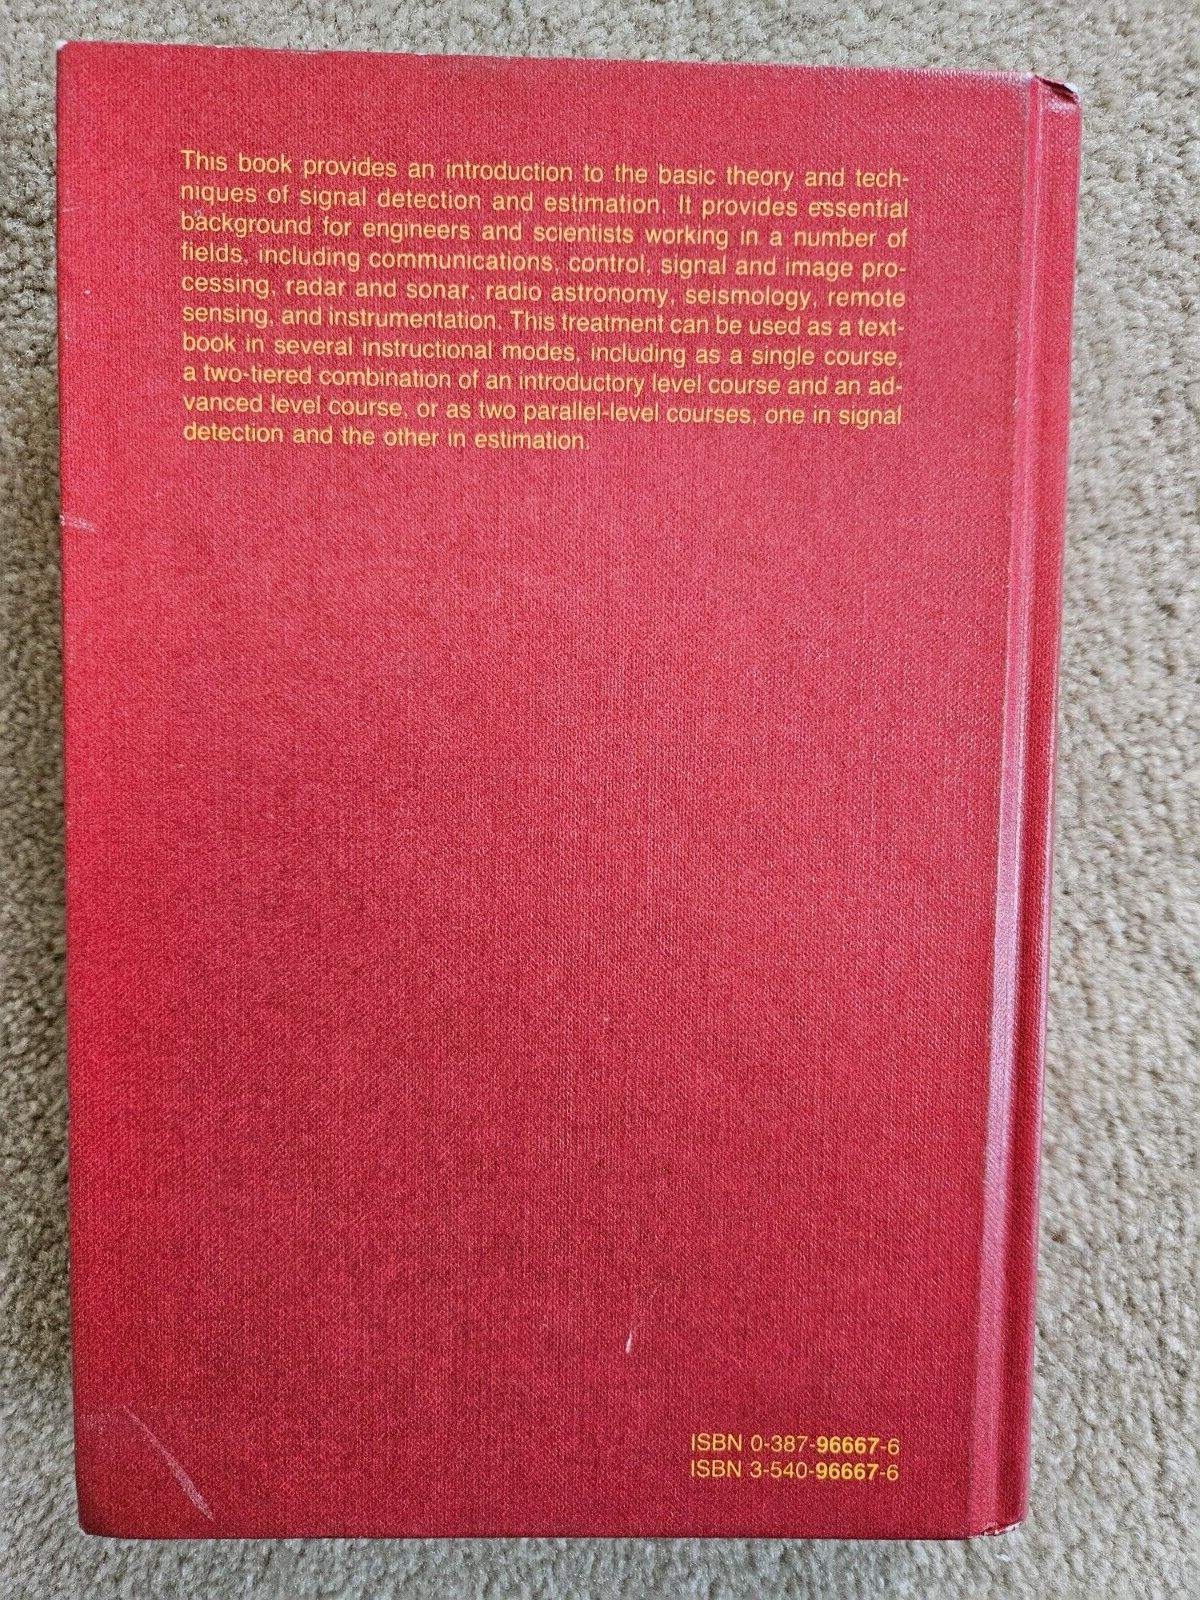 This book provides an introduction to the basic theory and tech-
niques of signal detection and estimation. It provides essential
background for engineers and scientists working in a number of
fields, including communications, control, signal and image pro-
cessing, radar and sonar, radio astronomy, seismology, remote
sensing, and instrumentation. This treatment can be used as a text-
book in several instructional modes, including as a single course,
a two-tiered combination of an introductory level course and an ad-
vanced level course, or as two parallel-level courses, one in signal
detection and the other in estimation.
ISBN 0-387-96667-6
ISBN 3-540-96667-6